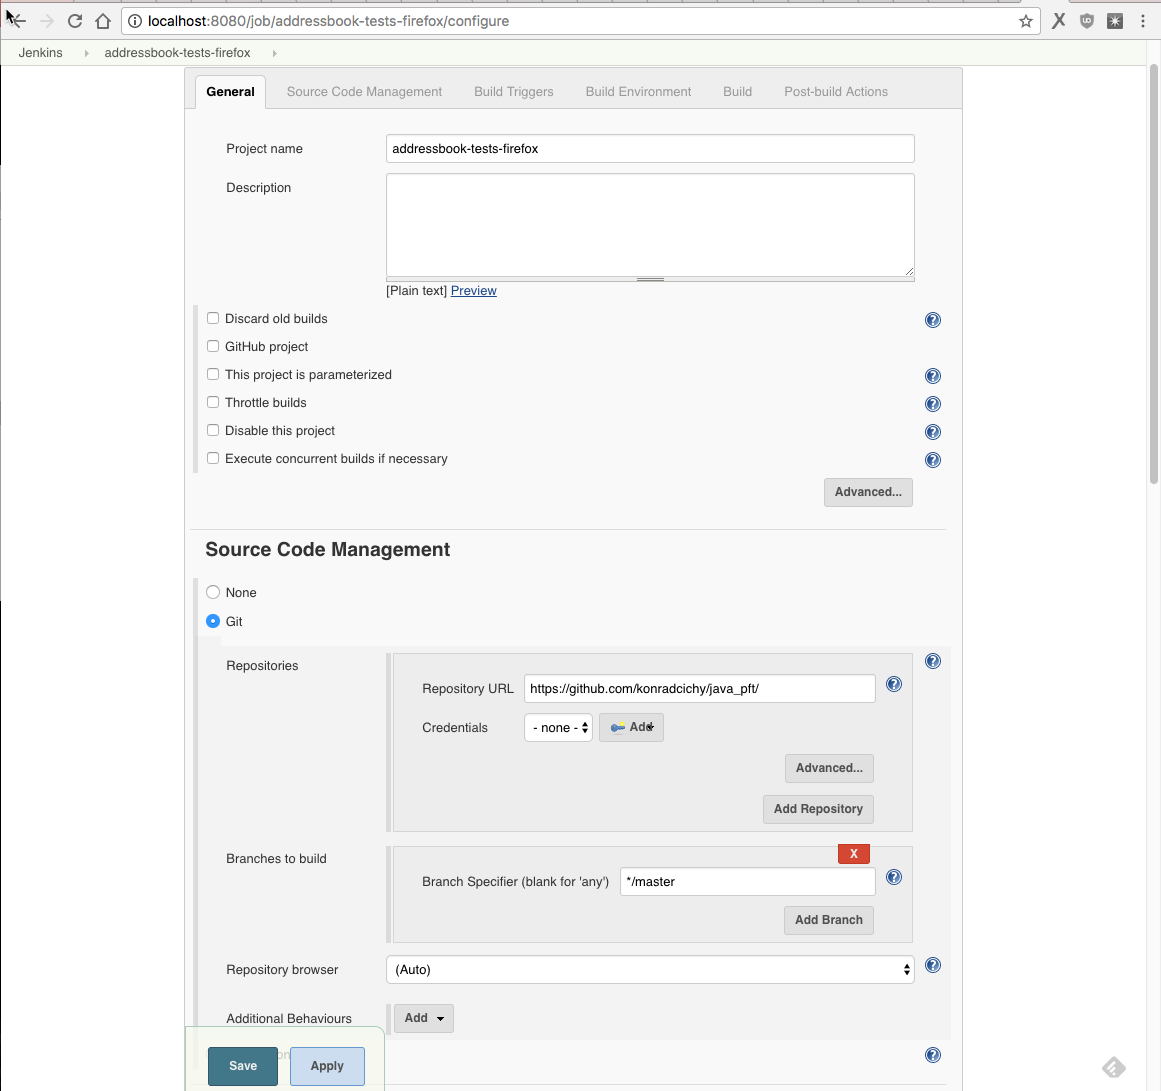 localhost:8080/job/addressbook-tests-firefox/configure
Jenkins addressbook-tests-firefox
General Source Code Management Build Triggers Build Environment Build Post-build Actions
Project name addressbook-tests-firefox
Description
[Plain text] Preview
Discard old builds
GitHub project
This project is parameterized
Throttle builds
Disable this project
Execute concurrent builds if necessary
Advanced...
Source Code Management
None
Git
Repositories
Repository URL https://github.com/konradcichy/java_pft/
Credentials - none - Add
Advanced...
Add Repository
Branches to build
X
Branch Specifier (blank for 'any') */master
Add Branch
Repository browser (Auto)
Additional Behaviours Add
Save Apply